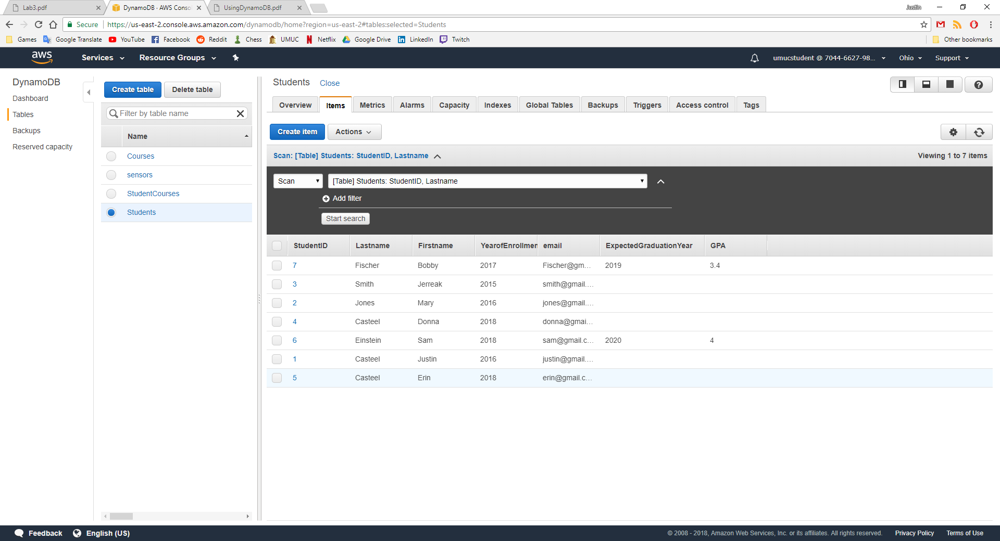 Lab3.pdf
DynamoDB · AWS Conso
UsingDynamoDB.pdf
Justin
Secure
https://us-east-2.console.aws.amazon.com/dynamodb/home?region=us-east-2#tables:selected=Students
Games
Google Translate
YouTube
Facebook
Reddit
Chess
UMUC
Netflix
Google Drive
LinkedIn
Twitch
Other bookmarks
aws
Services
Resource Groups
umucstudent @ 7044-6627-98...
Ohio
Support
DynamoDB
Dashboard
Tables
Backups
Reserved capacity
Create table
Delete table
Filter by table name
Name
Courses
sensors
StudentCourses
Students
Students Close
Overview Items Metrics Alarms Capacity Indexes Global Tables Backups Triggers Access control Tags
Create item
Actions
Scan: [Table] Students: StudentID, Lastname
Viewing 1 to 7 items
Scan
[Table] Students: StudentID, Lastname
Add filter
Start search
StudentID Lastname Firstname YearofEnrollmen email ExpectedGraduationYear GPA
7 Fischer Bobby 2017 Fischer@gm... 2019 3.4
3 Smith Jerreak 2015 smith@gmail....
2 Jones Mary 2016 jones@gmail....
4 Casteel Donna 2018 donna@gmai...
6 Einstein Sam 2018 sam@gmail.c... 2020 4
1 Casteel Justin 2016 justin@gmail....
5 Casteel Erin 2018 erin@gmail.c...
Feedback
English (US)
© 2008 - 2018, Amazon Web Services, Inc. or its affiliates. All rights reserved.
Privacy Policy
Terms of Use